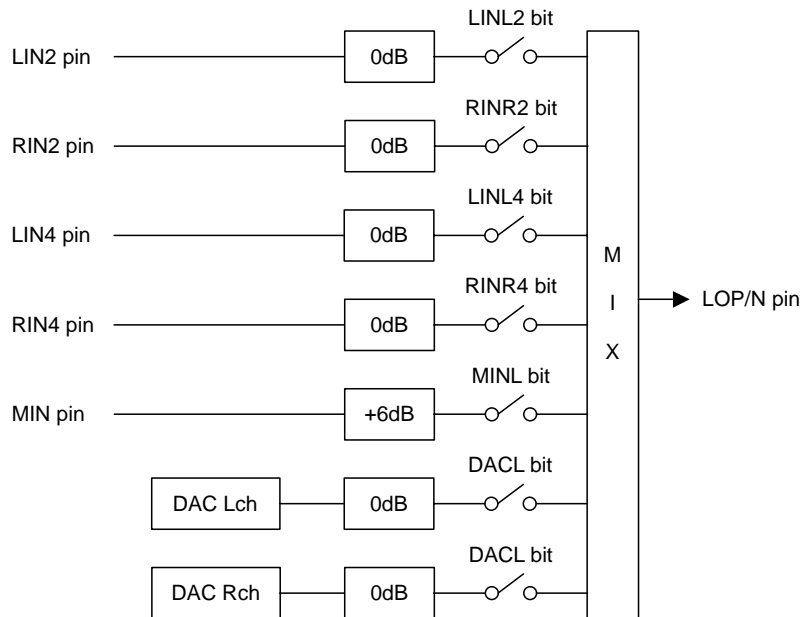 LINL2 bit
LIN2 pin
0dB
RINR2 bit
RIN2 pin
0dB
LINL4 bit
LIN4 pin
0dB
M
RINR4 bit
I
LOP/N pin
RIN4 pin
0dB
X
MINL bit
MIN pin
+6dB
DACL bit
DAC Lch
0dB
DACL bit
DAC Rch
0dB